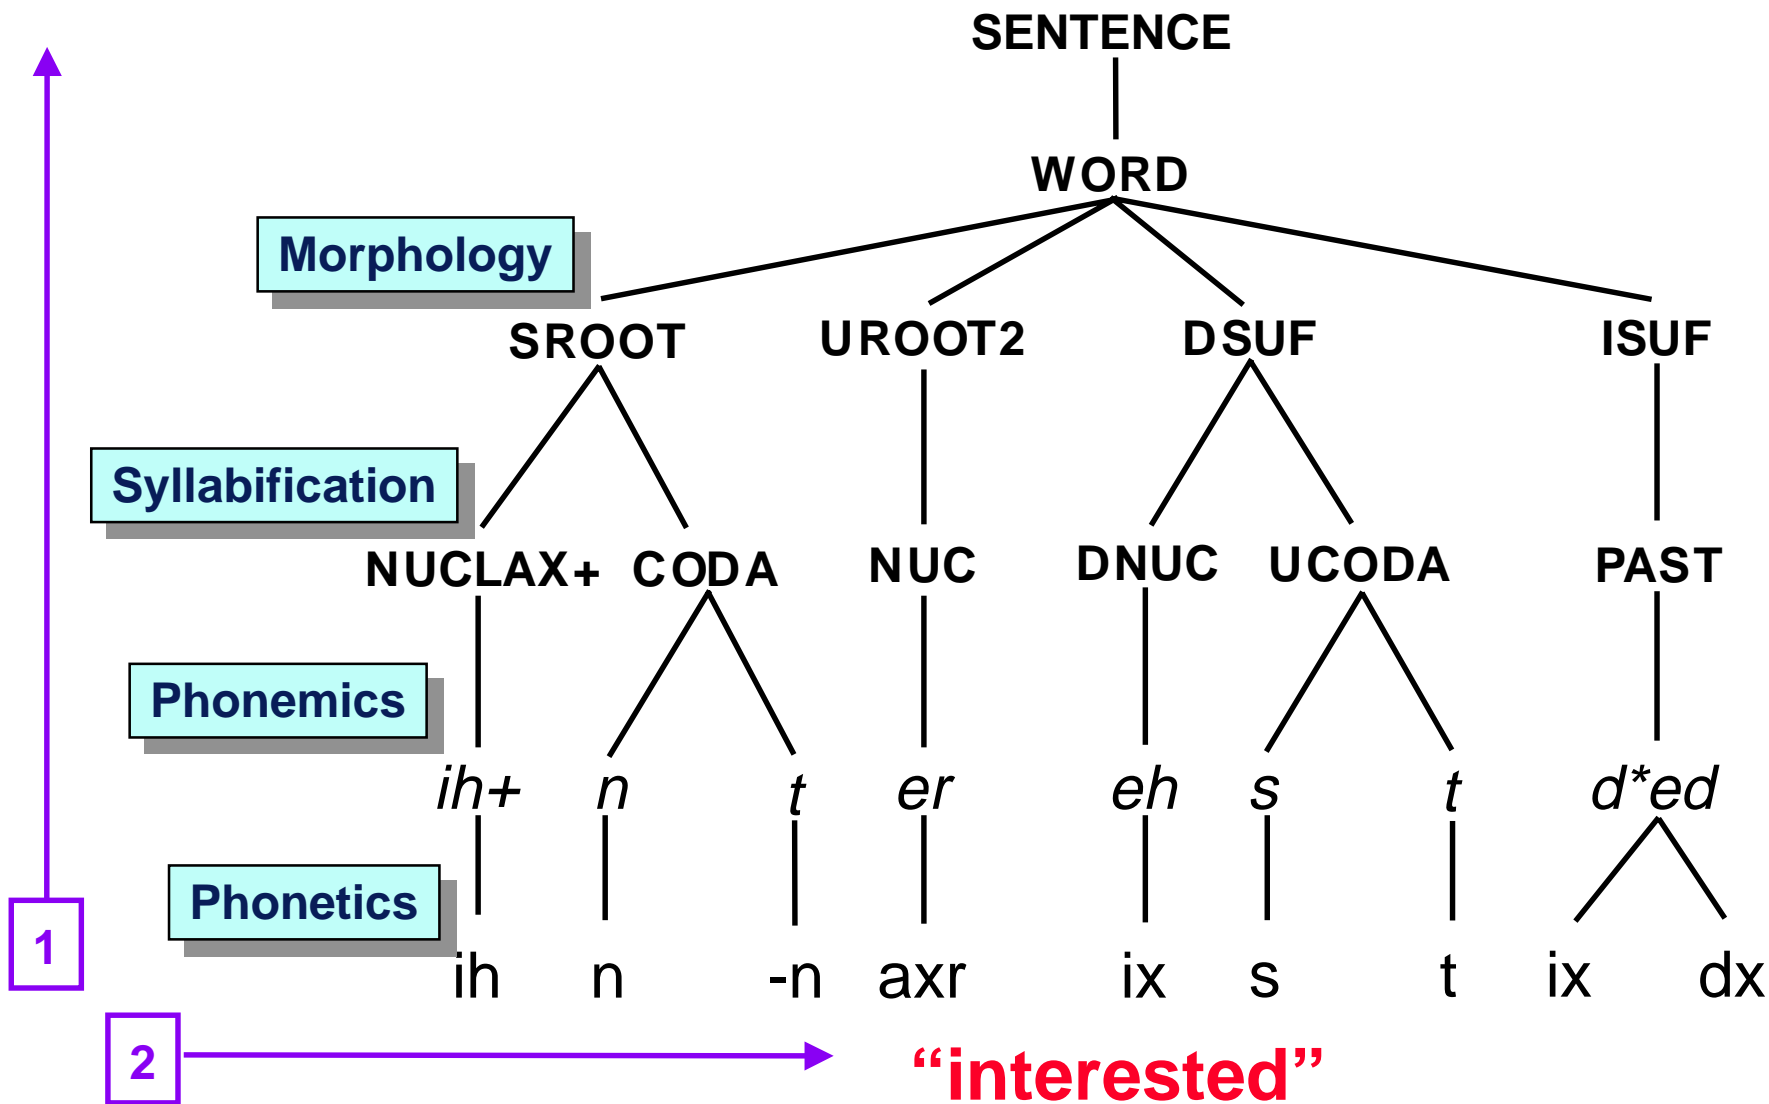 SENTENCE
WORD
Morphology
SROOT UROOT2 DSUF ISUF
Syllabification
NUCLAX+ CODA NUC DNUC UCODA PAST
Phonemics
ih+ n t er eh s t d*ed
Phonetics
1
ih n -n axr ix s t ix dx
2
“interested”